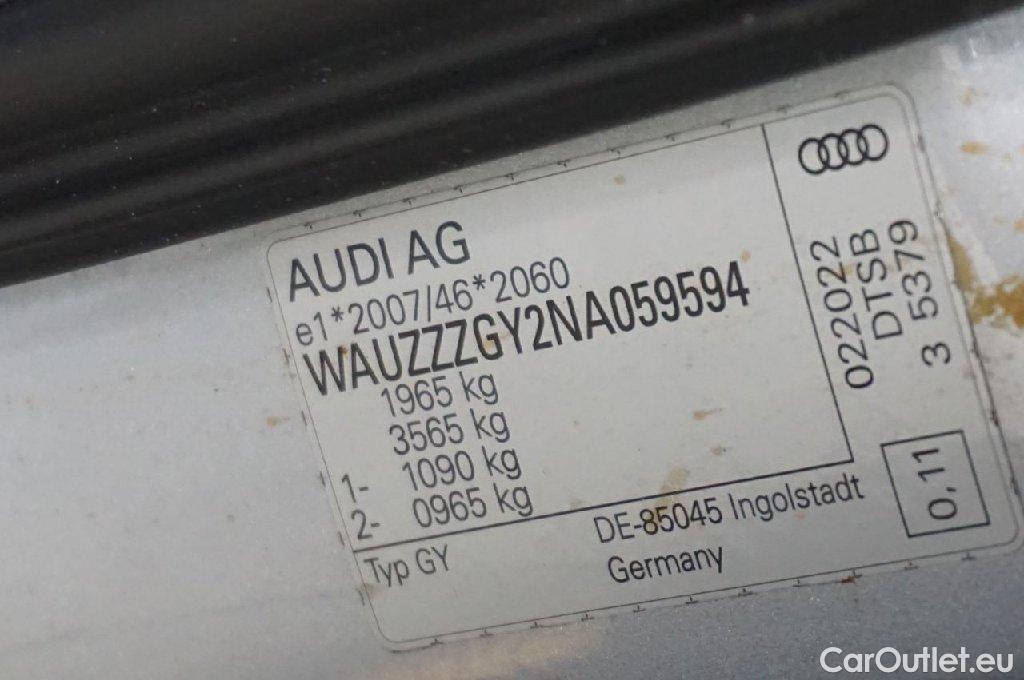 AUDI AG
e1*2007/46*2060
WAUZZZGY2NA059594
1965 kg
3565 kg
1- 1090 kg
2- 0965 kg
Typ GY
DE-85045 Ingolstadt
Germany
022022
DTSB
3 5379
0,11
CarOutlet.eu